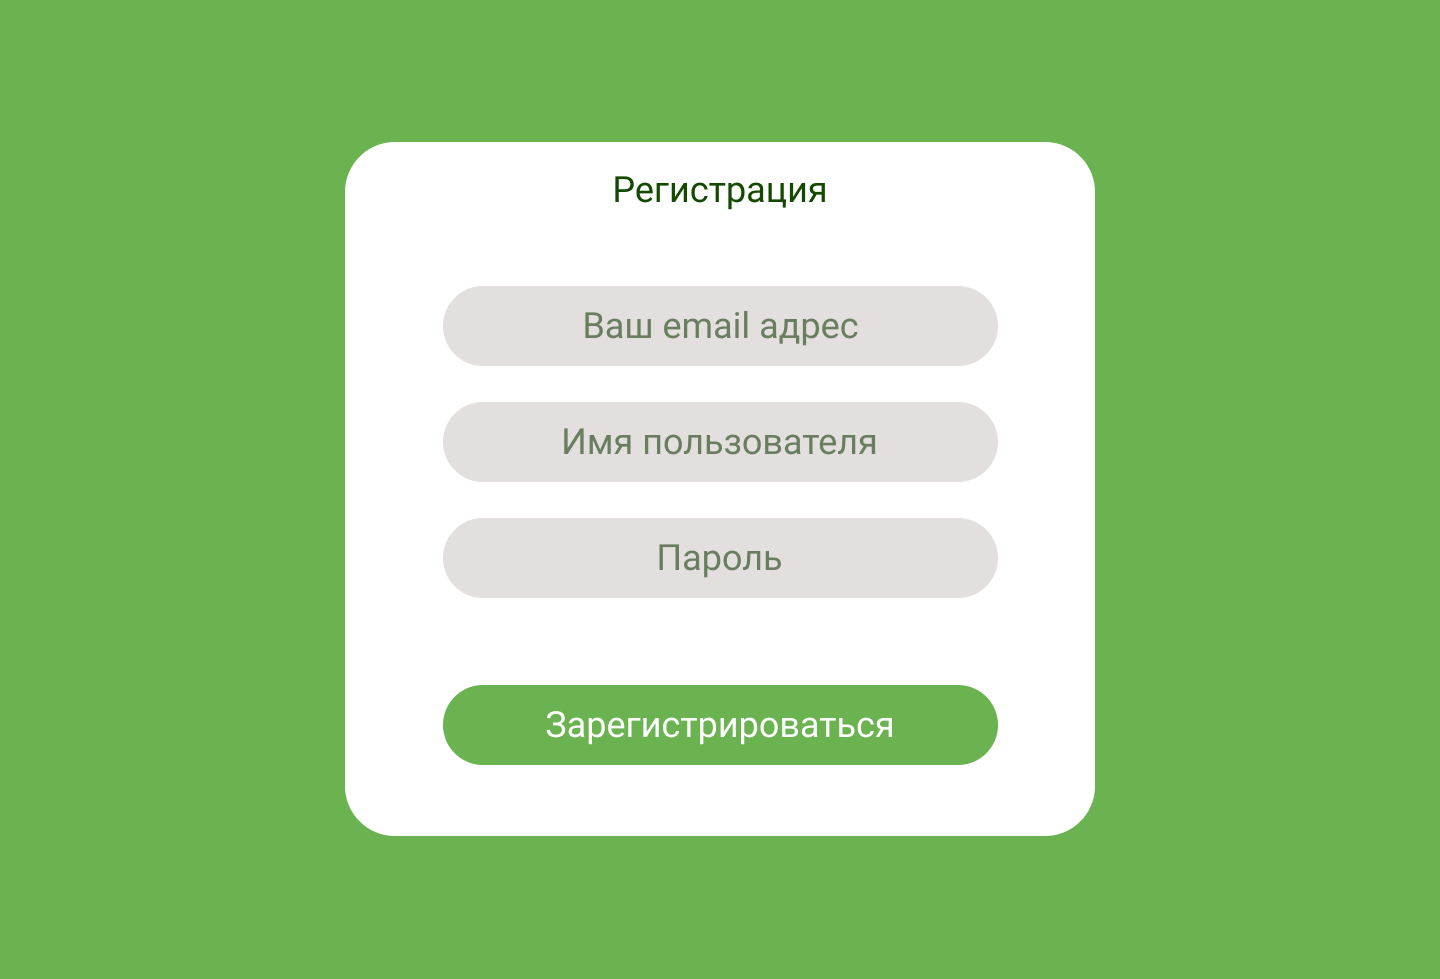 Регистрация
Ваш email адрес
Имя пользователя
Пароль
Зарегистрироваться